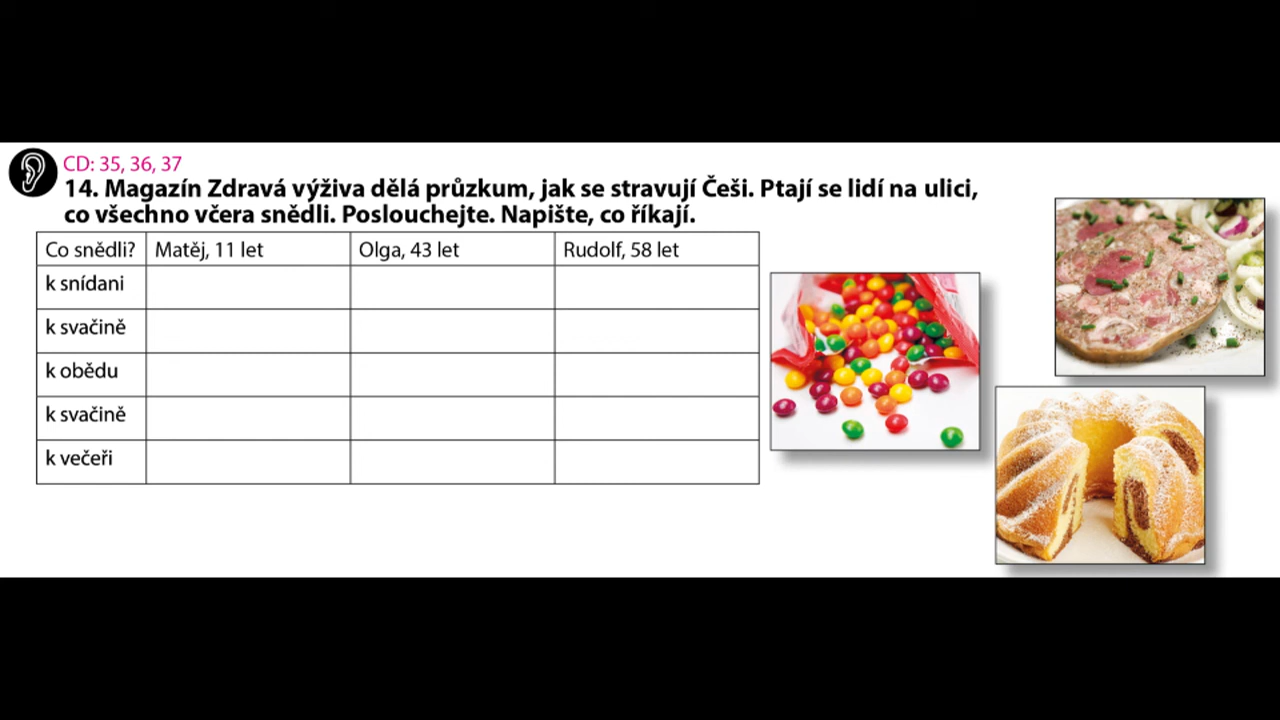 CD: 35, 36, 37
14. Magazín Zdravá výživa dělá průzkum, jak se stravují Češi. Ptají se lidí na ulici,
co všechno včera snědli. Poslouchejte. Napište, co říkají.
Co snědli? Matěj, 11 let Olga, 43 let Rudolf, 58 let
k snídani
k svačině
k obědu
k svačině
k večeři